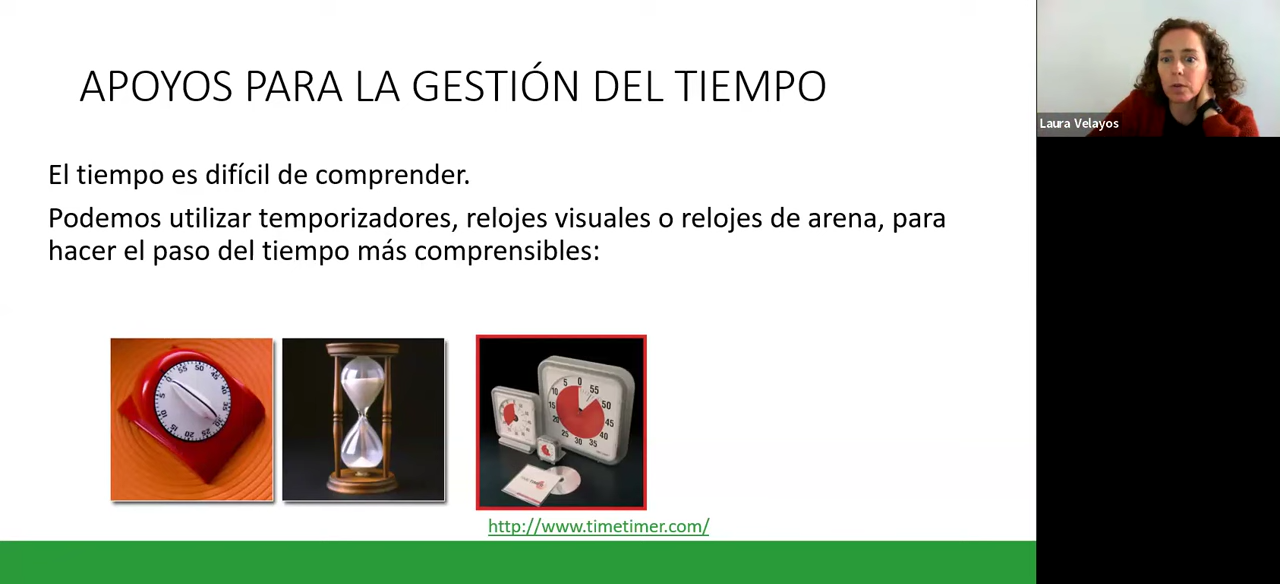 APOYOS PARA LA GESTIÓN DEL TIEMPO
Laura Velayos
El tiempo es difícil de comprender.
Podemos utilizar temporizadores, relojes visuales o relojes de arena, para
hacer el paso del tiempo más comprensibles:
http://www.timetimer.com/